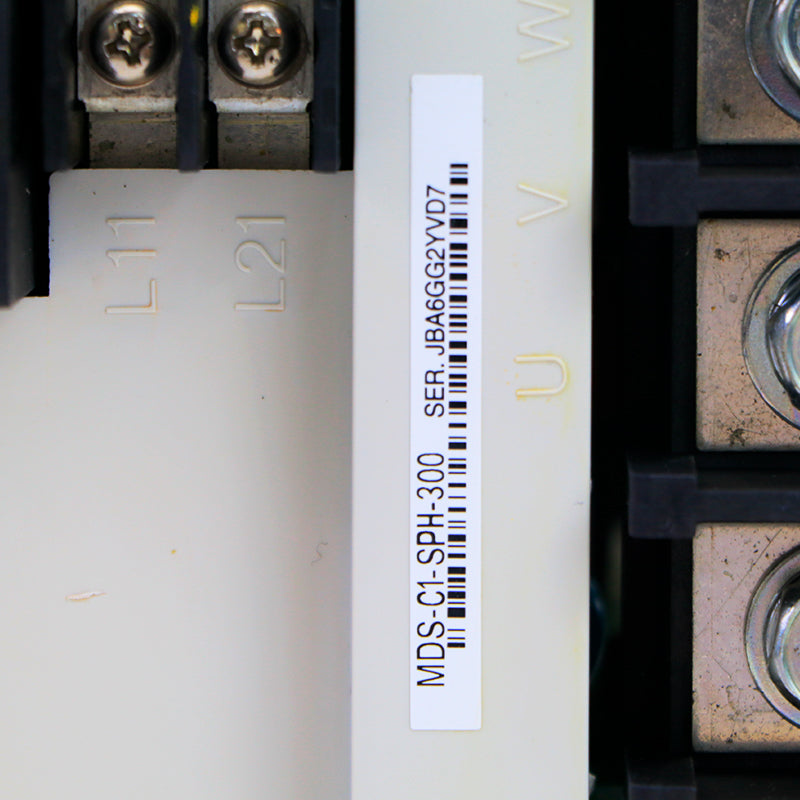 L11
L21
MDS-C1-SPH-300 SER. JBA6GG2YVD7
U
V
W